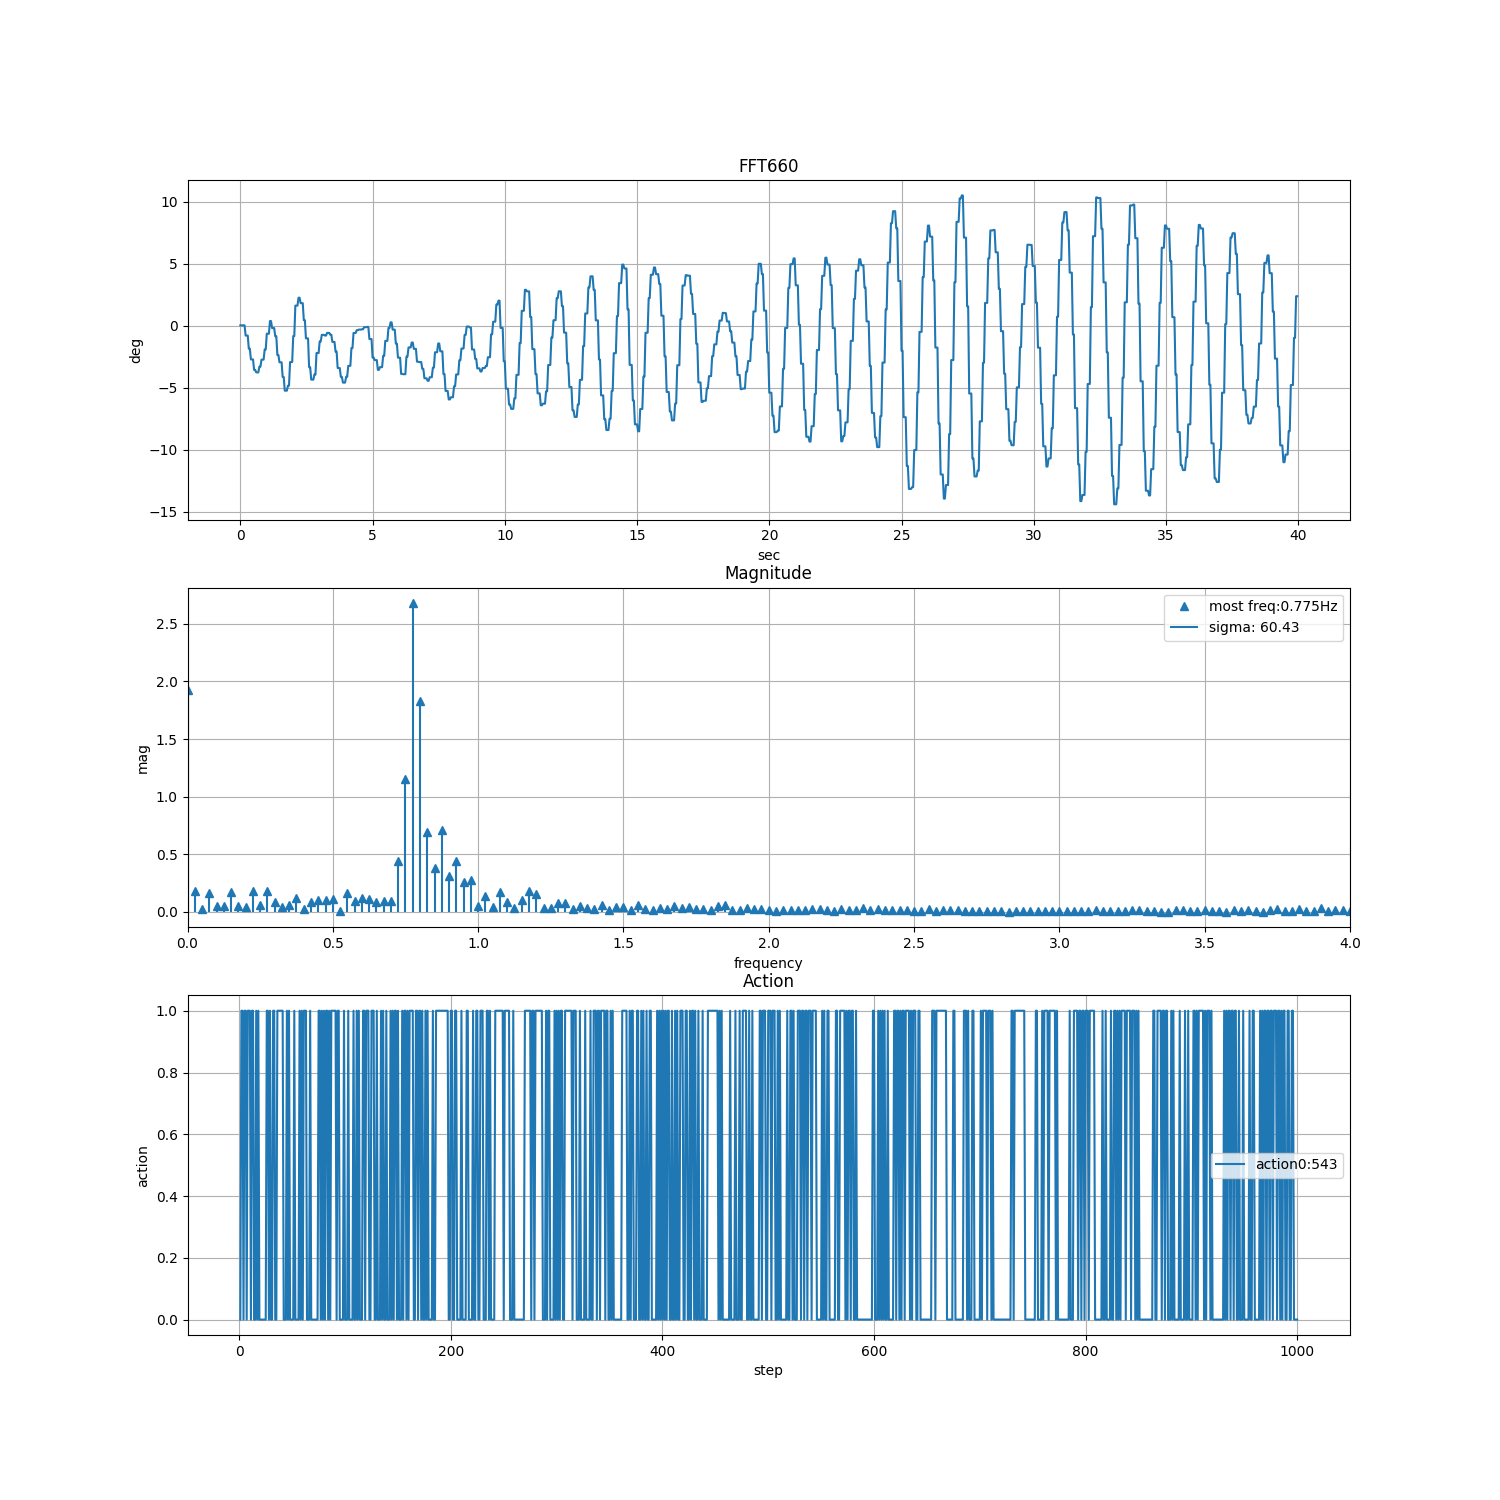 FFT660
10
5
0
−5
−10
−15
deg
0 5 10 15 20 25 30 35 40
sec
Magnitude
most freq:0.775Hz
sigma: 60.43
2.5
2.0
1.5
1.0
0.5
0.0
mag
0.0 0.5 1.0 1.5 2.0 2.5 3.0 3.5 4.0
frequency
Action
1.0
0.8
0.6
0.4
0.2
0.0
action
action0:543
0 200 400 600 800 1000
step